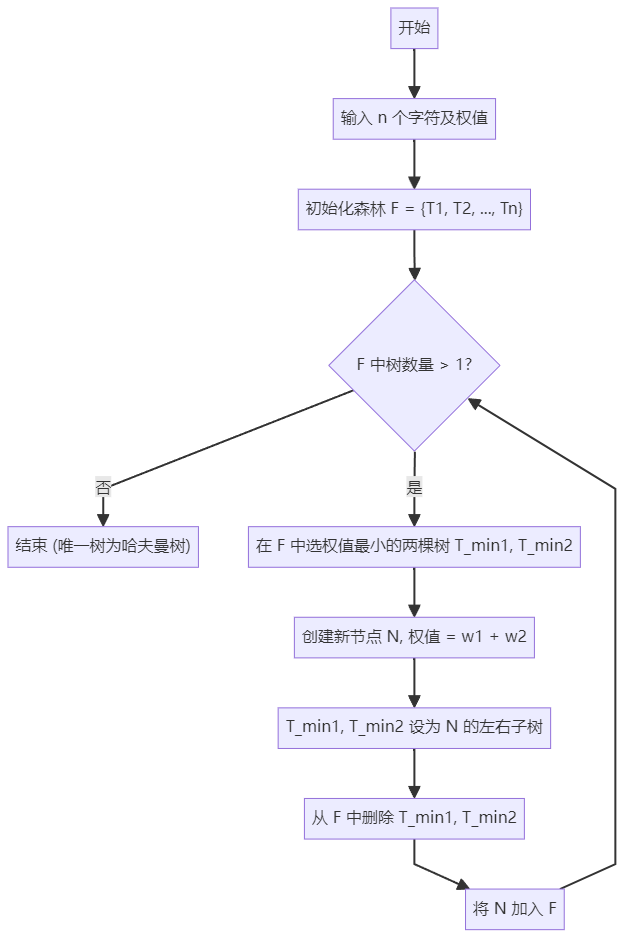 开始
输入 n 个字符及权值
初始化森林 F = {T1, T2, ..., Tn}
F 中树数量 > 1?
否
是
结束 (唯一树为哈夫曼树)
在 F 中选权值最小的两棵树 T_min1, T_min2
创建新节点 N, 权值 = w1 + w2
T_min1, T_min2 设为 N 的左右子树
从 F 中删除 T_min1, T_min2
将 N 加入 F